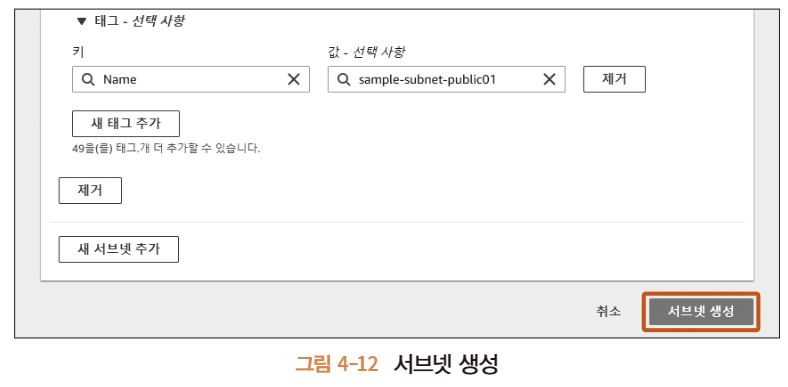 ▼ 태그 - 선택 사항
키 값 - 선택 사항
Name sample-subnet-public01 제거
새 태그 추가
49을(를) 태그.개 더 추가할 수 있습니다.
제거
새 서브넷 추가
취소 서브넷 생성
그림 4-12 서브넷 생성